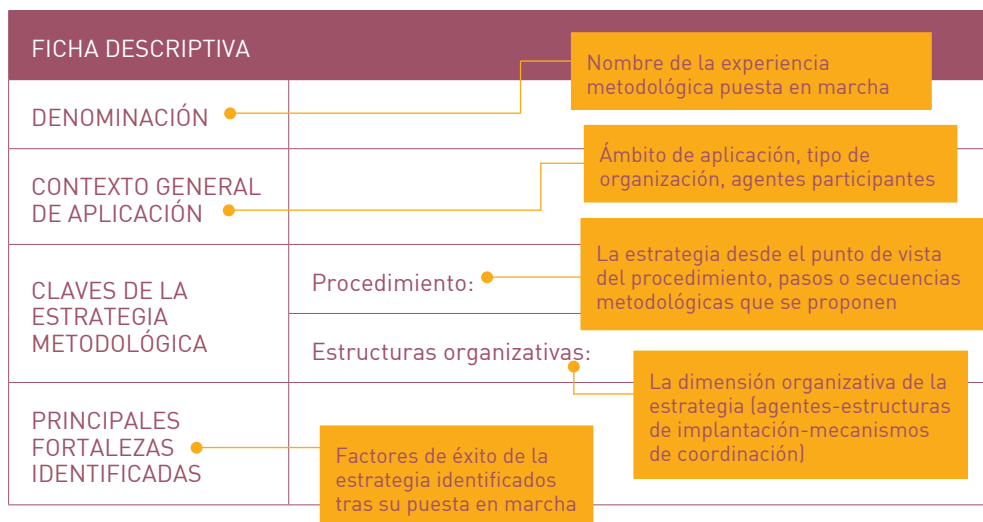 FICHA DESCRIPTIVA
Nombre de la experiencia
metodológica puesta en marcha
DENOMINACIÓN
Ámbito de aplicación, tipo de
organización, agentes participantes
CONTEXTO GENERAL
DE APLICACIÓN
CLAVES DE LA
ESTRATEGIA
METODOLÓGICA
Procedimiento:
La estrategia desde el punto de vista
del procedimiento, pasos o secuencias
metodológicas que se proponen
Estructuras organizativas:
La dimensión organizativa de la
estrategia (agentes-estructuras
de implantación-mecanismos
de coordinación)
PRINCIPALES
FORTALEZAS
IDENTIFICADAS
Factores de éxito de la
estrategia identificados
tras su puesta en marcha